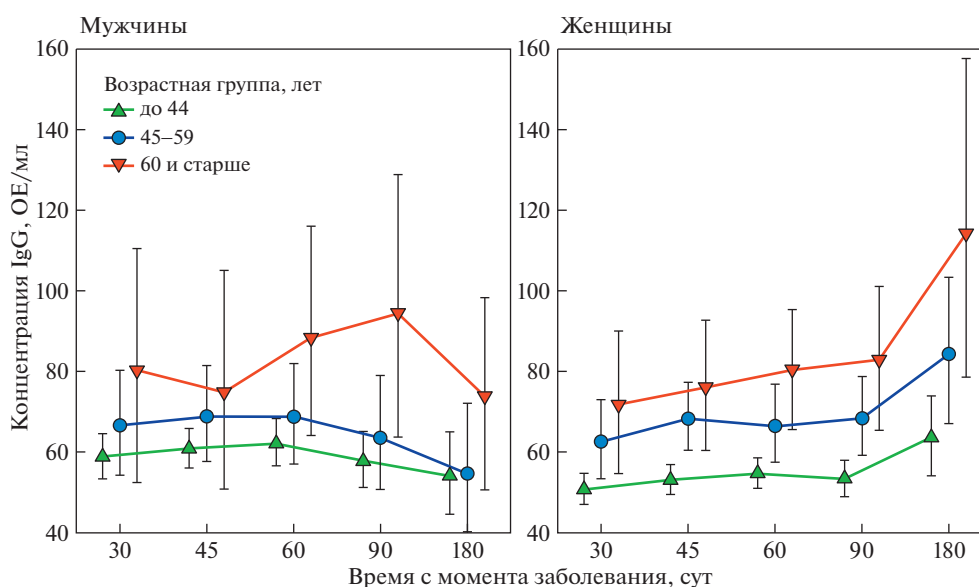 Мужчины
Женщины
Концентрация IgG, ОЕ/мл
160
140
120
100
80
60
40
Возрастная группа, лет
до 44
45–59
60 и старше
30 45 60 90 180
160
140
120
100
80
60
40
30 45 60 90 180
Время с момента заболевания, сут